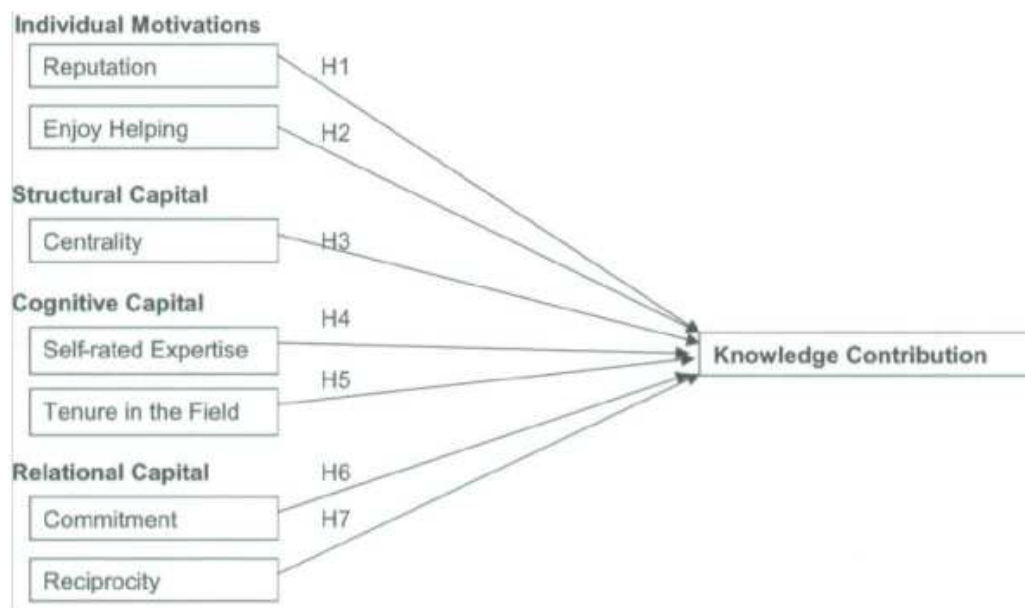 Individual Motivations
Reputation
H1
Enjoy Helping
H2
Structural Capital
Centrality
H3
Cognitive Capital
H4
Self-rated Expertise
Knowledge Contribution
H5
Tenure in the Field
Relational Capital
H6
Commitment
H7
Reciprocity